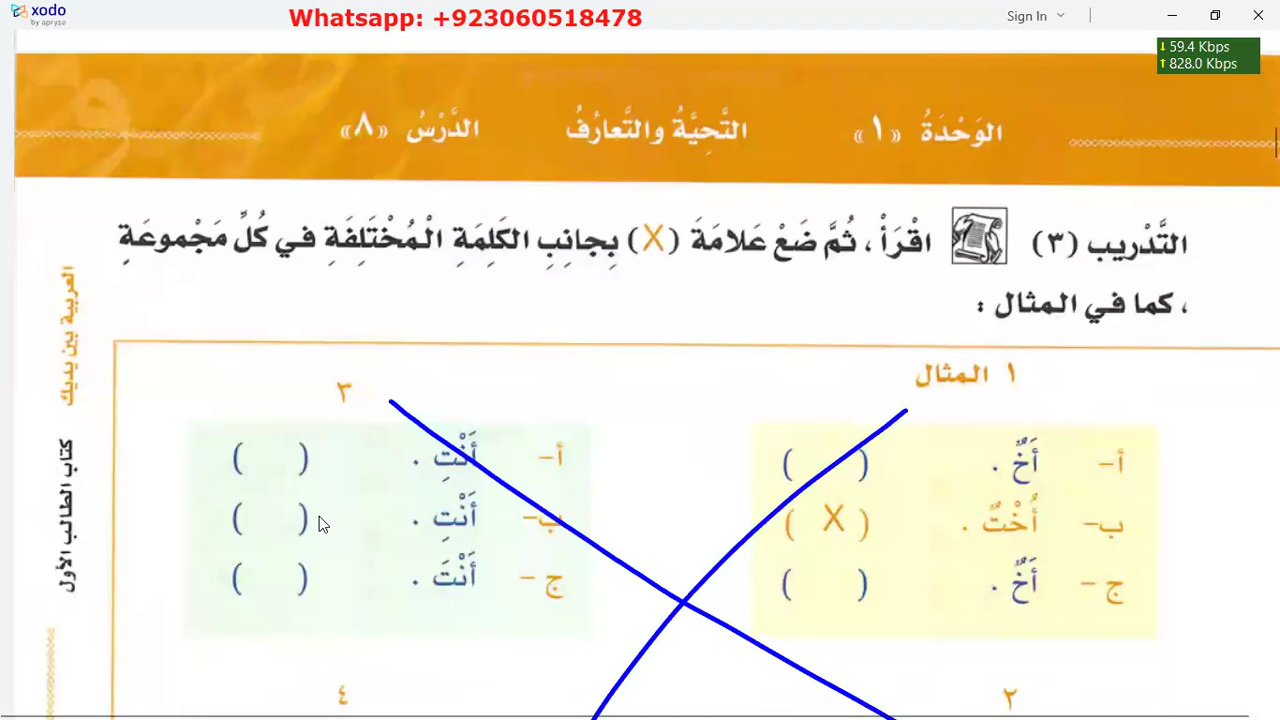 xodo
by apryse
Whatsapp: +923060518478
Sign In
59.4 Kbps
828.0 Kbps
الوَحْدَةُ «١» التَّحِيَّةُ والتَّعارُفُ الدَّرْسُ «٨»
التَّدْريب (٣) اقْرَأْ ، ثُمَّ ضَعْ عَلامَةَ (X) بِجانِبِ الكَلِمَةِ الْمُخْتَلِفَةِ في كُلِّ مَجْموعَةٍ
، كما في المثال :
١ المثال
أ- أَخٌ . ( )
ب- أُخْتٌ . ( X )
ج - أَخٌ . ( )
٣
أ- أَنْتِ . ( )
ب- أَنْتِ . ( )
ج - أَنْتَ . ( )
٢
٤
العربية بين يديك
كتاب الطالب الأول